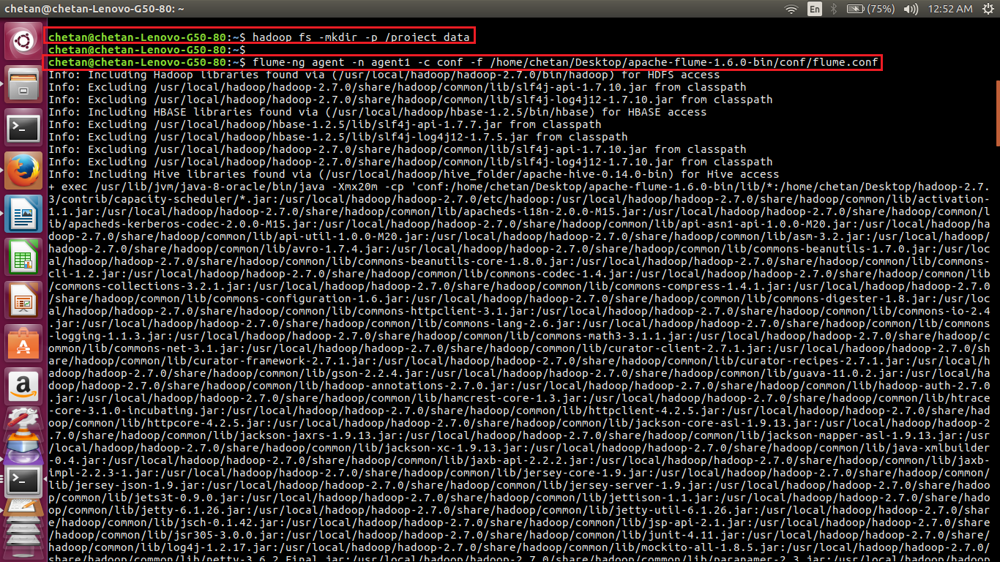 chetan@chetan-Lenovo-G50-80: ~
En
(75%)
12:52 AM
chetan@chetan-Lenovo-G50-80:~$ hadoop fs -mkdir -p /project_data
chetan@chetan-Lenovo-G50-80:~$
chetan@chetan-Lenovo-G50-80:~$ flume-ng agent -n agent1 -c conf -f /home/chetan/Desktop/apache-flume-1.6.0-bin/conf/flume.conf
Info: Including Hadoop libraries found via (/usr/local/hadoop/hadoop-2.7.0/bin/hadoop) for HDFS access
Info: Excluding /usr/local/hadoop/hadoop-2.7.0/share/hadoop/common/lib/slf4j-api-1.7.10.jar from classpath
Info: Excluding /usr/local/hadoop/hadoop-2.7.0/share/hadoop/common/lib/slf4j-log4j12-1.7.10.jar from classpath
Info: Including HBASE libraries found via (/usr/local/hadoop/hbase-1.2.5/bin/hbase) for HBASE access
Info: Excluding /usr/local/hadoop/hbase-1.2.5/lib/slf4j-api-1.7.7.jar from classpath
Info: Excluding /usr/local/hadoop/hbase-1.2.5/lib/slf4j-log4j12-1.7.5.jar from classpath
Info: Excluding /usr/local/hadoop/hadoop-2.7.0/share/hadoop/common/lib/slf4j-api-1.7.10.jar from classpath
Info: Excluding /usr/local/hadoop/hadoop-2.7.0/share/hadoop/common/lib/slf4j-log4j12-1.7.10.jar from classpath
Info: Including Hive libraries found via (/usr/local/hadoop/hive_folder/apache-hive-0.14.0-bin) for Hive access
+ exec /usr/lib/jvm/java-8-oracle/bin/java -Xmx20m -cp 'conf:/home/chetan/Desktop/apache-flume-1.6.0-bin/lib/*:/home/chetan/Desktop/hadoop-2.7.
3/contrib/capacity-scheduler/*.jar:/usr/local/hadoop/hadoop-2.7.0/etc/hadoop:/usr/local/hadoop/hadoop-2.7.0/share/hadoop/common/lib/activation-
1.1.jar:/usr/local/hadoop/hadoop-2.7.0/share/hadoop/common/lib/apacheds-i18n-2.0.0-M15.jar:/usr/local/hadoop/hadoop-2.7.0/share/hadoop/common/l
ib/apacheds-kerberos-codec-2.0.0-M15.jar:/usr/local/hadoop/hadoop-2.7.0/share/hadoop/common/lib/api-asn1-api-1.0.0-M20.jar:/usr/local/hadoop/ha
doop-2.7.0/share/hadoop/common/lib/api-util-1.0.0-M20.jar:/usr/local/hadoop/hadoop-2.7.0/share/hadoop/common/lib/asm-3.2.jar:/usr/local/hadoop/
hadoop-2.7.0/share/hadoop/common/lib/avro-1.7.4.jar:/usr/local/hadoop/hadoop-2.7.0/share/hadoop/common/lib/commons-beanutils-1.7.0.jar:/usr/loc
al/hadoop/hadoop-2.7.0/share/hadoop/common/lib/commons-beanutils-core-1.8.0.jar:/usr/local/hadoop/hadoop-2.7.0/share/hadoop/common/lib/commons-
cli-1.2.jar:/usr/local/hadoop/hadoop-2.7.0/share/hadoop/common/lib/commons-codec-1.4.jar:/usr/local/hadoop/hadoop-2.7.0/share/hadoop/common/lib
/commons-collections-3.2.1.jar:/usr/local/hadoop/hadoop-2.7.0/share/hadoop/common/lib/commons-compress-1.4.1.jar:/usr/local/hadoop/hadoop-2.7.0
/share/hadoop/common/lib/commons-configuration-1.6.jar:/usr/local/hadoop/hadoop-2.7.0/share/hadoop/common/lib/commons-digester-1.8.jar:/usr/loc
al/hadoop/hadoop-2.7.0/share/hadoop/common/lib/commons-httpclient-3.1.jar:/usr/local/hadoop/hadoop-2.7.0/share/hadoop/common/lib/commons-io-2.4
.jar:/usr/local/hadoop/hadoop-2.7.0/share/hadoop/common/lib/commons-lang-2.6.jar:/usr/local/hadoop/hadoop-2.7.0/share/hadoop/common/lib/commons
-logging-1.1.3.jar:/usr/local/hadoop/hadoop-2.7.0/share/hadoop/common/lib/commons-math3-3.1.1.jar:/usr/local/hadoop/hadoop-2.7.0/share/hadoop/c
ommon/lib/commons-net-3.1.jar:/usr/local/hadoop/hadoop-2.7.0/share/hadoop/common/lib/curator-client-2.7.1.jar:/usr/local/hadoop/hadoop-2.7.0/sh
are/hadoop/common/lib/curator-framework-2.7.1.jar:/usr/local/hadoop/hadoop-2.7.0/share/hadoop/common/lib/curator-recipes-2.7.1.jar:/usr/local/h
adoop/hadoop-2.7.0/share/hadoop/common/lib/gson-2.2.4.jar:/usr/local/hadoop/hadoop-2.7.0/share/hadoop/common/lib/guava-11.0.2.jar:/usr/local/ha
doop/hadoop-2.7.0/share/hadoop/common/lib/hadoop-annotations-2.7.0.jar:/usr/local/hadoop/hadoop-2.7.0/share/hadoop/common/lib/hadoop-auth-2.7.0
.jar:/usr/local/hadoop/hadoop-2.7.0/share/hadoop/common/lib/hamcrest-core-1.3.jar:/usr/local/hadoop/hadoop-2.7.0/share/hadoop/common/lib/htrace
-core-3.1.0-incubating.jar:/usr/local/hadoop/hadoop-2.7.0/share/hadoop/common/lib/httpclient-4.2.5.jar:/usr/local/hadoop/hadoop-2.7.0/share/had
oop/common/lib/httpcore-4.2.5.jar:/usr/local/hadoop/hadoop-2.7.0/share/hadoop/common/lib/jackson-core-asl-1.9.13.jar:/usr/local/hadoop/hadoop-2
.7.0/share/hadoop/common/lib/jackson-jaxrs-1.9.13.jar:/usr/local/hadoop/hadoop-2.7.0/share/hadoop/common/lib/jackson-mapper-asl-1.9.13.jar:/usr
/local/hadoop/hadoop-2.7.0/share/hadoop/common/lib/jackson-xc-1.9.13.jar:/usr/local/hadoop/hadoop-2.7.0/share/hadoop/common/lib/java-xmlbuilder
-0.4.jar:/usr/local/hadoop/hadoop-2.7.0/share/hadoop/common/lib/jaxb-api-2.2.2.jar:/usr/local/hadoop/hadoop-2.7.0/share/hadoop/common/lib/jaxb-
impl-2.2.3-1.jar:/usr/local/hadoop/hadoop-2.7.0/share/hadoop/common/lib/jersey-core-1.9.jar:/usr/local/hadoop/hadoop-2.7.0/share/hadoop/common/
lib/jersey-json-1.9.jar:/usr/local/hadoop/hadoop-2.7.0/share/hadoop/common/lib/jersey-server-1.9.jar:/usr/local/hadoop/hadoop-2.7.0/share/hadoo
p/common/lib/jets3t-0.9.0.jar:/usr/local/hadoop/hadoop-2.7.0/share/hadoop/common/lib/jettison-1.1.jar:/usr/local/hadoop/hadoop-2.7.0/share/hado
op/common/lib/jetty-6.1.26.jar:/usr/local/hadoop/hadoop-2.7.0/share/hadoop/common/lib/jetty-util-6.1.26.jar:/usr/local/hadoop/hadoop-2.7.0/shar
e/hadoop/common/lib/jsch-0.1.42.jar:/usr/local/hadoop/hadoop-2.7.0/share/hadoop/common/lib/jsp-api-2.1.jar:/usr/local/hadoop/hadoop-2.7.0/share
/hadoop/common/lib/jsr305-3.0.0.jar:/usr/local/hadoop/hadoop-2.7.0/share/hadoop/common/lib/junit-4.11.jar:/usr/local/hadoop/hadoop-2.7.0/share/
hadoop/common/lib/log4j-1.2.17.jar:/usr/local/hadoop/hadoop-2.7.0/share/hadoop/common/lib/mockito-all-1.8.5.jar:/usr/local/hadoop/hadoop-2.7.0/
share/hadoop/common/lib/netty-3.6.2.Final.jar:/usr/local/hadoop/hadoop-2.7.0/share/hadoop/common/lib/paranamer-2.3.jar:/usr/local/hadoop/hadoop